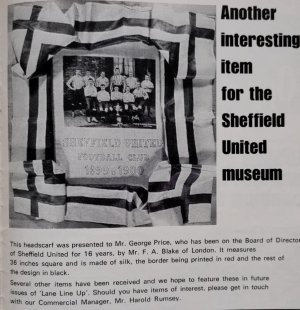 Another
interesting
item
for the
Sheffield
United
museum
SHEFFIELD UNITED
FOOTBALL CLUB
1899-1900
This headscarf was presented to Mr. George Price, who has been on the Board of Director
of Sheffield United for 16 years, by Mr. F. A. Blake of London. It measures
36 inches square and is made of silk, the border being printed in red and the rest of
the design in black.
Several other items have been received and we hope to feature these in future
issues of 'Lane Line Up'. Should you have items of interest, please get in touch
with our Commercial Manager. Mr. Harold Rumsey.